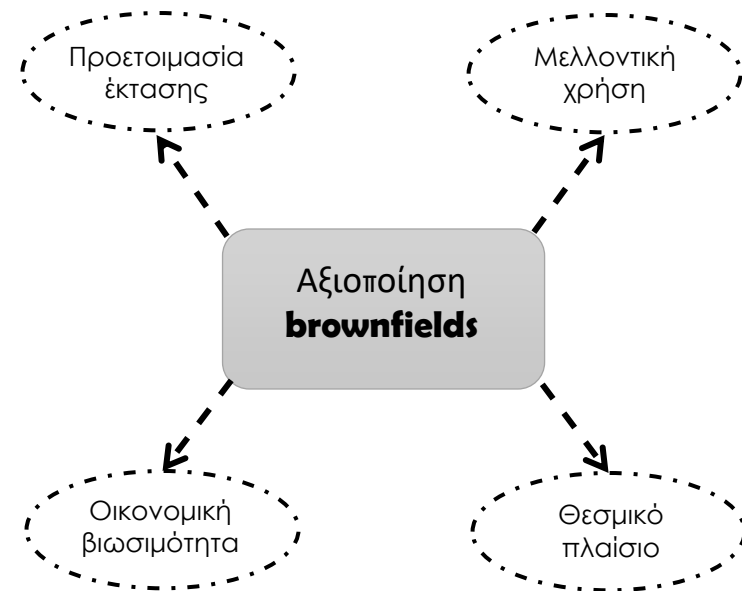 Προετοιμασία
έκτασης
Μελλοντική
χρήση
Αξιοποίηση
brownfields
Οικονομική
βιωσιμότητα
Θεσμικό
πλαίσιο